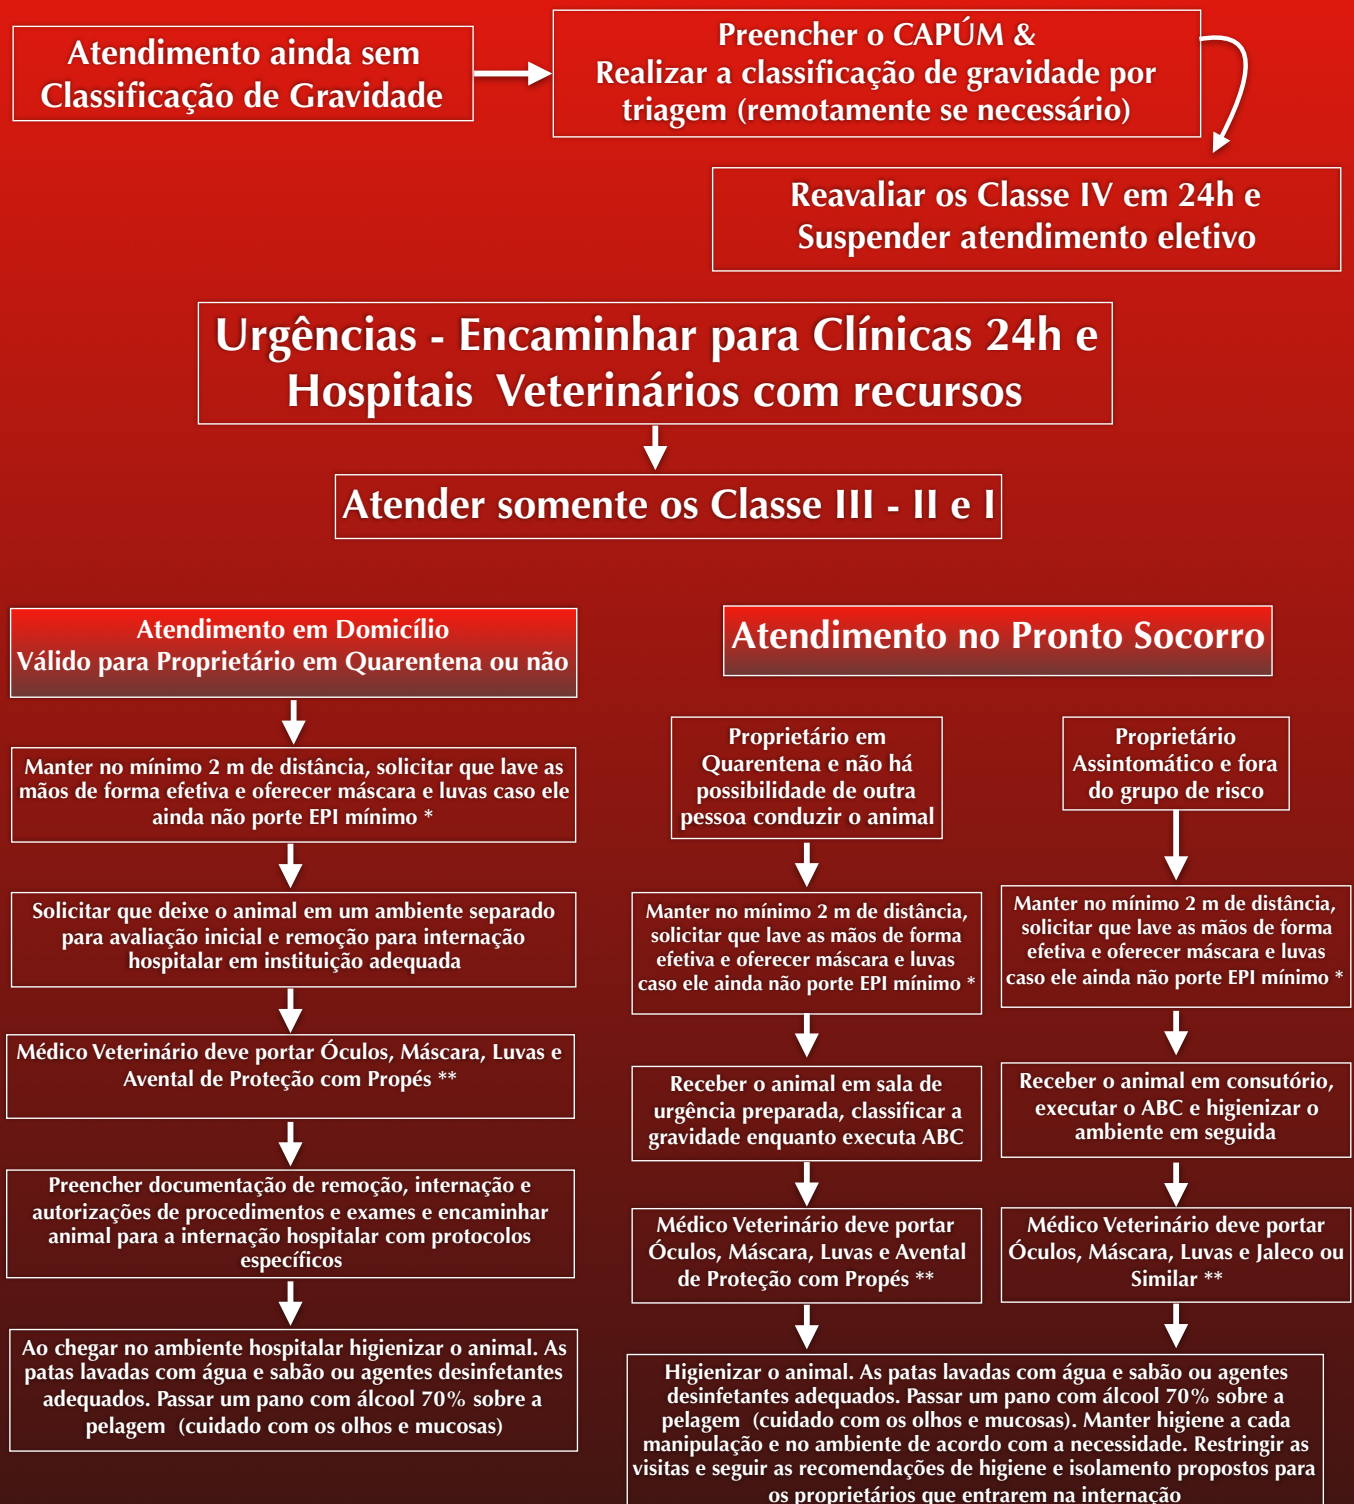 Atendimento ainda sem
Classificação de Gravidade
Preencher o CAPÚM &
Realizar a classificação de gravidade por
triagem (remotamente se necessário)
Reavaliar os Classe IV em 24h e
Suspender atendimento eletivo
Urgências - Encaminhar para Clínicas 24h e
Hospitais Veterinários com recursos
Atender somente os Classe III - II e I
Atendimento em Domicílio
Válido para Proprietário em Quarentena ou não
Manter no mínimo 2 m de distância, solicitar que lave as
mãos de forma efetiva e oferecer máscara e luvas caso ele
ainda não porte EPI mínimo *
Solicitar que deixe o animal em um ambiente separado
para avaliação inicial e remoção para internação
hospitalar em instituição adequada
Médico Veterinário deve portar Óculos, Máscara, Luvas e
Avental de Proteção com Propés **
Preencher documentação de remoção, internação e
autorizações de procedimentos e exames e encaminhar
animal para a internação hospitalar com protocolos
específicos
Ao chegar no ambiente hospitalar higienizar o animal. As
patas lavadas com água e sabão ou agentes desinfetantes
adequados. Passar um pano com álcool 70% sobre a
pelagem (cuidado com os olhos e mucosas)
Atendimento no Pronto Socorro
Proprietário em
Quarentena e não há
possibilidade de outra
pessoa conduzir o animal
Manter no mínimo 2 m de distância,
solicitar que lave as mãos de forma
efetiva e oferecer máscara e luvas
caso ele ainda não porte EPI mínimo *
Receber o animal em sala de
urgência preparada, classificar a
gravidade enquanto executa ABC
Médico Veterinário deve portar
Óculos, Máscara, Luvas e Avental
de Proteção com Propés **
Proprietário
Assintomático e fora
do grupo de risco
Manter no mínimo 2 m de distância,
solicitar que lave as mãos de forma
efetiva e oferecer máscara e luvas
caso ele ainda não porte EPI mínimo *
Receber o animal em consutório,
executar o ABC e higienizar o
ambiente em seguida
Médico Veterinário deve portar
Óculos, Máscara, Luvas e Jaleco ou
Similar **
Higienizar o animal. As patas lavadas com água e sabão ou agentes
desinfetantes adequados. Passar um pano com álcool 70% sobre a
pelagem (cuidado com os olhos e mucosas). Manter higiene a cada
manipulação e no ambiente de acordo com a necessidade. Restringir as
visitas e seguir as recomendações de higiene e isolamento propostos para
os proprietários que entrarem na internação